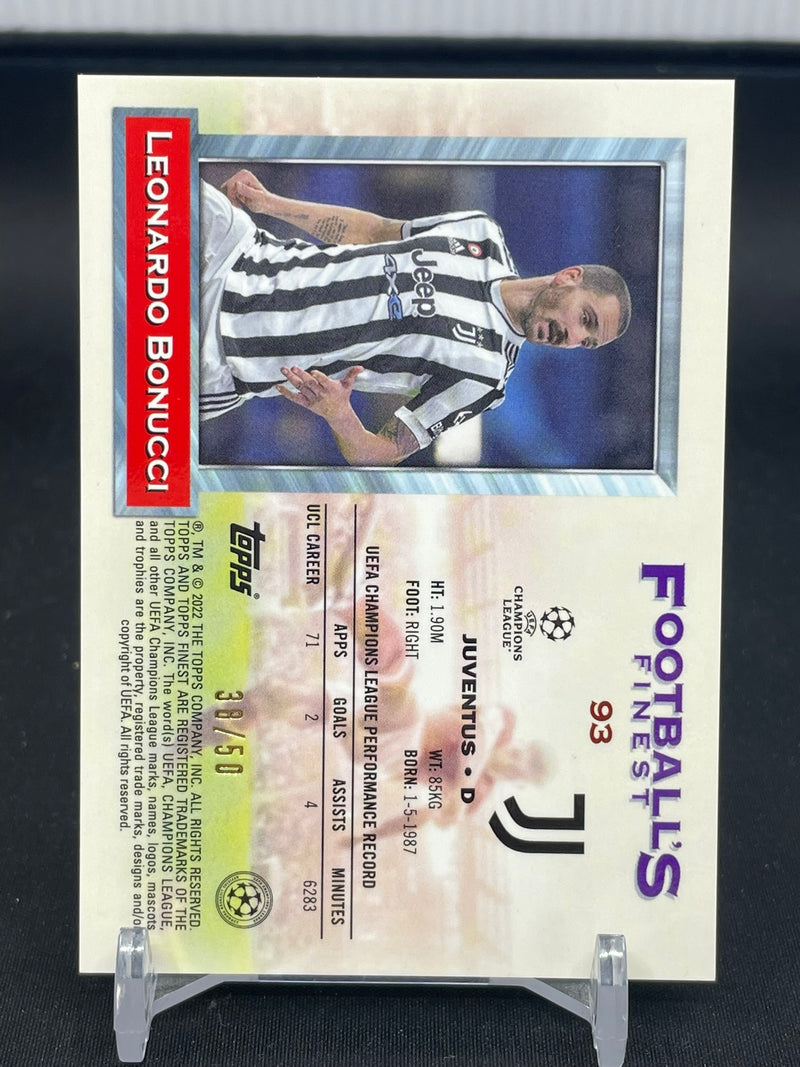 FOOTBALL'S
FINEST
93
UEFA
CHAMPIONS
LEAGUE®
JUVENTUS • D
HT: 1.90M WT: 85KG
FOOT: RIGHT BORN: 1-5-1987
UEFA CHAMPIONS LEAGUE PERFORMANCE RECORD
APPS GOALS ASSISTS MINUTES
UCL CAREER 71 2 4 6283
topps®
38/50
®, TM & © 2022 THE TOPPS COMPANY, INC. ALL RIGHTS RESERVED.
TOPPS AND TOPPS FINEST ARE REGISTERED TRADEMARKS OF THE
TOPPS COMPANY, INC. The word(s) UEFA, CHAMPIONS LEAGUE,
and all other UEFA Champions League marks, names, logos, mascots
and trophies are the property, registered trade marks, designs and/o
copyright of UEFA. All rights reserved.
Jeep
4xe
adidas
LEONARDO BONUCCI